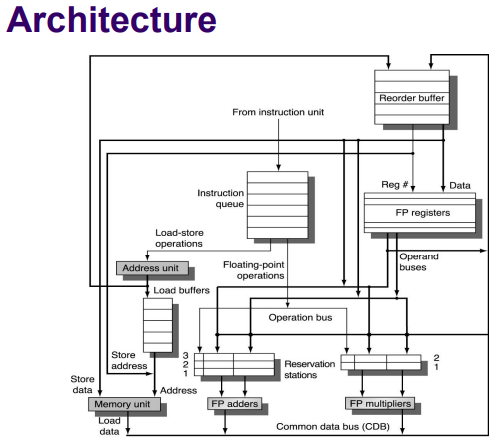 Architecture
Reorder buffer
From instruction unit
Reg #
Data
Instruction
queue
FP registers
Load-store
operations
Operand
buses
Address unit
Floating-point
operations
Load buffers
Operation bus
Store
address
3
2
1
Reservation
stations
2
1
Store
data
Address
Memory unit
FP adders
FP multipliers
Load
data
Common data bus (CDB)